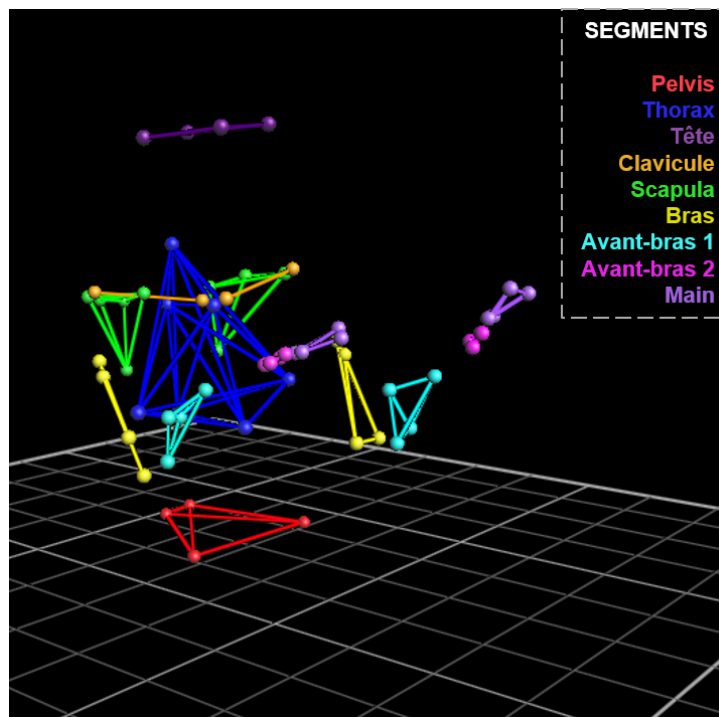 SEGMENTS
Pelvis
Thorax
Tête
Clavicule
Scapula
Bras
Avant-bras 1
Avant-bras 2
Main